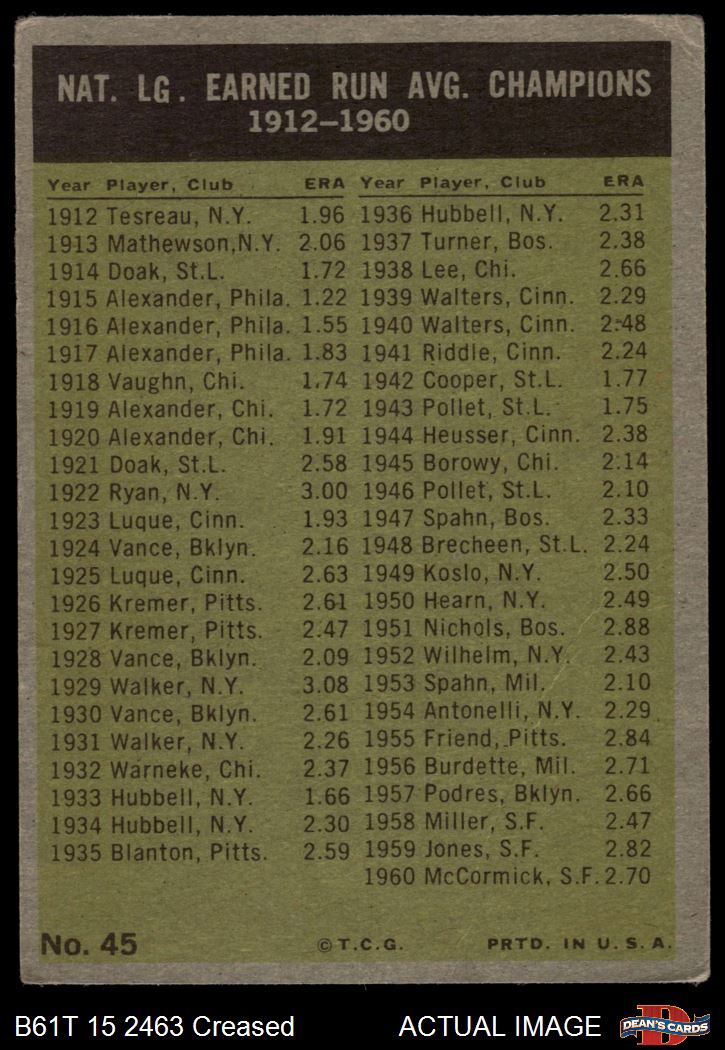 NAT. LG. EARNED RUN AVG. CHAMPIONS
1912–1960
Year Player, Club ERA
1912 Tesreau, N.Y. 1.96
1913 Mathewson, N.Y. 2.06
1914 Doak, St.L. 1.72
1915 Alexander, Phila. 1.22
1916 Alexander, Phila. 1.55
1917 Alexander, Phila. 1.83
1918 Vaughn, Chi. 1.74
1919 Alexander, Chi. 1.72
1920 Alexander, Chi. 1.91
1921 Doak, St.L. 2.58
1922 Ryan, N.Y. 3.00
1923 Luque, Cinn. 1.93
1924 Vance, Bklyn. 2.16
1925 Luque, Cinn. 2.63
1926 Kremer, Pitts. 2.61
1927 Kremer, Pitts. 2.47
1928 Vance, Bklyn. 2.09
1929 Walker, N.Y. 3.08
1930 Vance, Bklyn. 2.61
1931 Walker, N.Y. 2.26
1932 Warneke, Chi. 2.37
1933 Hubbell, N.Y. 1.66
1934 Hubbell, N.Y. 2.30
1935 Blanton, Pitts. 2.59
Year Player, Club ERA
1936 Hubbell, N.Y. 2.31
1937 Turner, Bos. 2.38
1938 Lee, Chi. 2.66
1939 Walters, Cinn. 2.29
1940 Walters, Cinn. 2.48
1941 Riddle, Cinn. 2.24
1942 Cooper, St.L. 1.77
1943 Pollet, St.L. 1.75
1944 Heusser, Cinn. 2.38
1945 Borowy, Chi. 2.14
1946 Pollet, St.L. 2.10
1947 Spahn, Bos. 2.33
1948 Brecheen, St.L. 2.24
1949 Koslo, N.Y. 2.50
1950 Hearn, N.Y. 2.49
1951 Nichols, Bos. 2.88
1952 Wilhelm, N.Y. 2.43
1953 Spahn, Mil. 2.10
1954 Antonelli, N.Y. 2.29
1955 Friend, Pitts. 2.84
1956 Burdette, Mil. 2.71
1957 Podres, Bklyn. 2.66
1958 Miller, S.F. 2.47
1959 Jones, S.F. 2.82
1960 McCormick, S.F. 2.70
No. 45 © T.C.G. PRTD. IN U.S.A.
B61T 15 2463 Creased ACTUAL IMAGE D DEAN'S CARDS